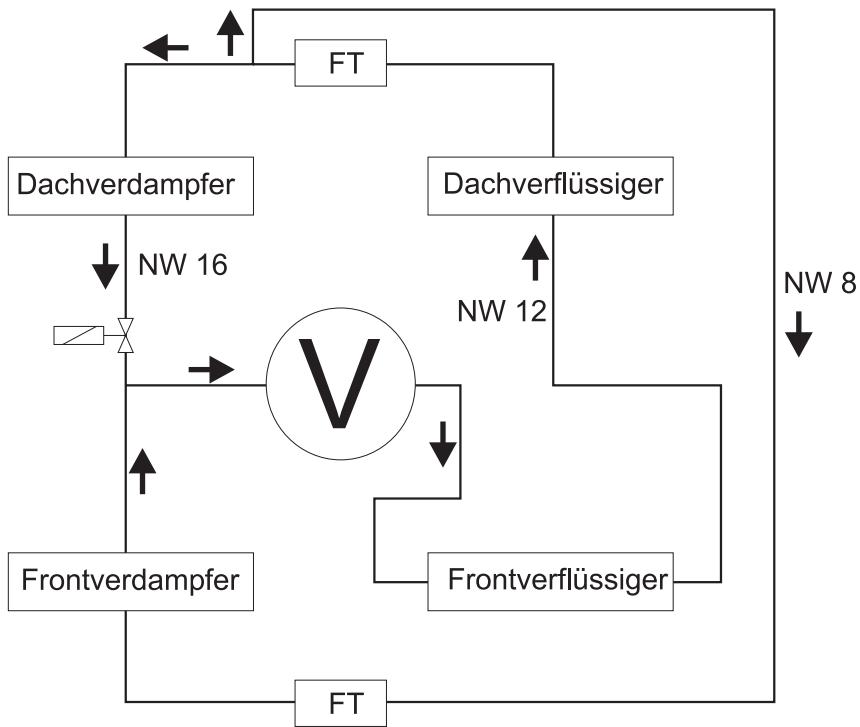 FT
Dachverdampfer
Dachverflüssiger
NW 16
NW 12
NW 8
V
Frontverdampfer
Frontverflüssiger
FT